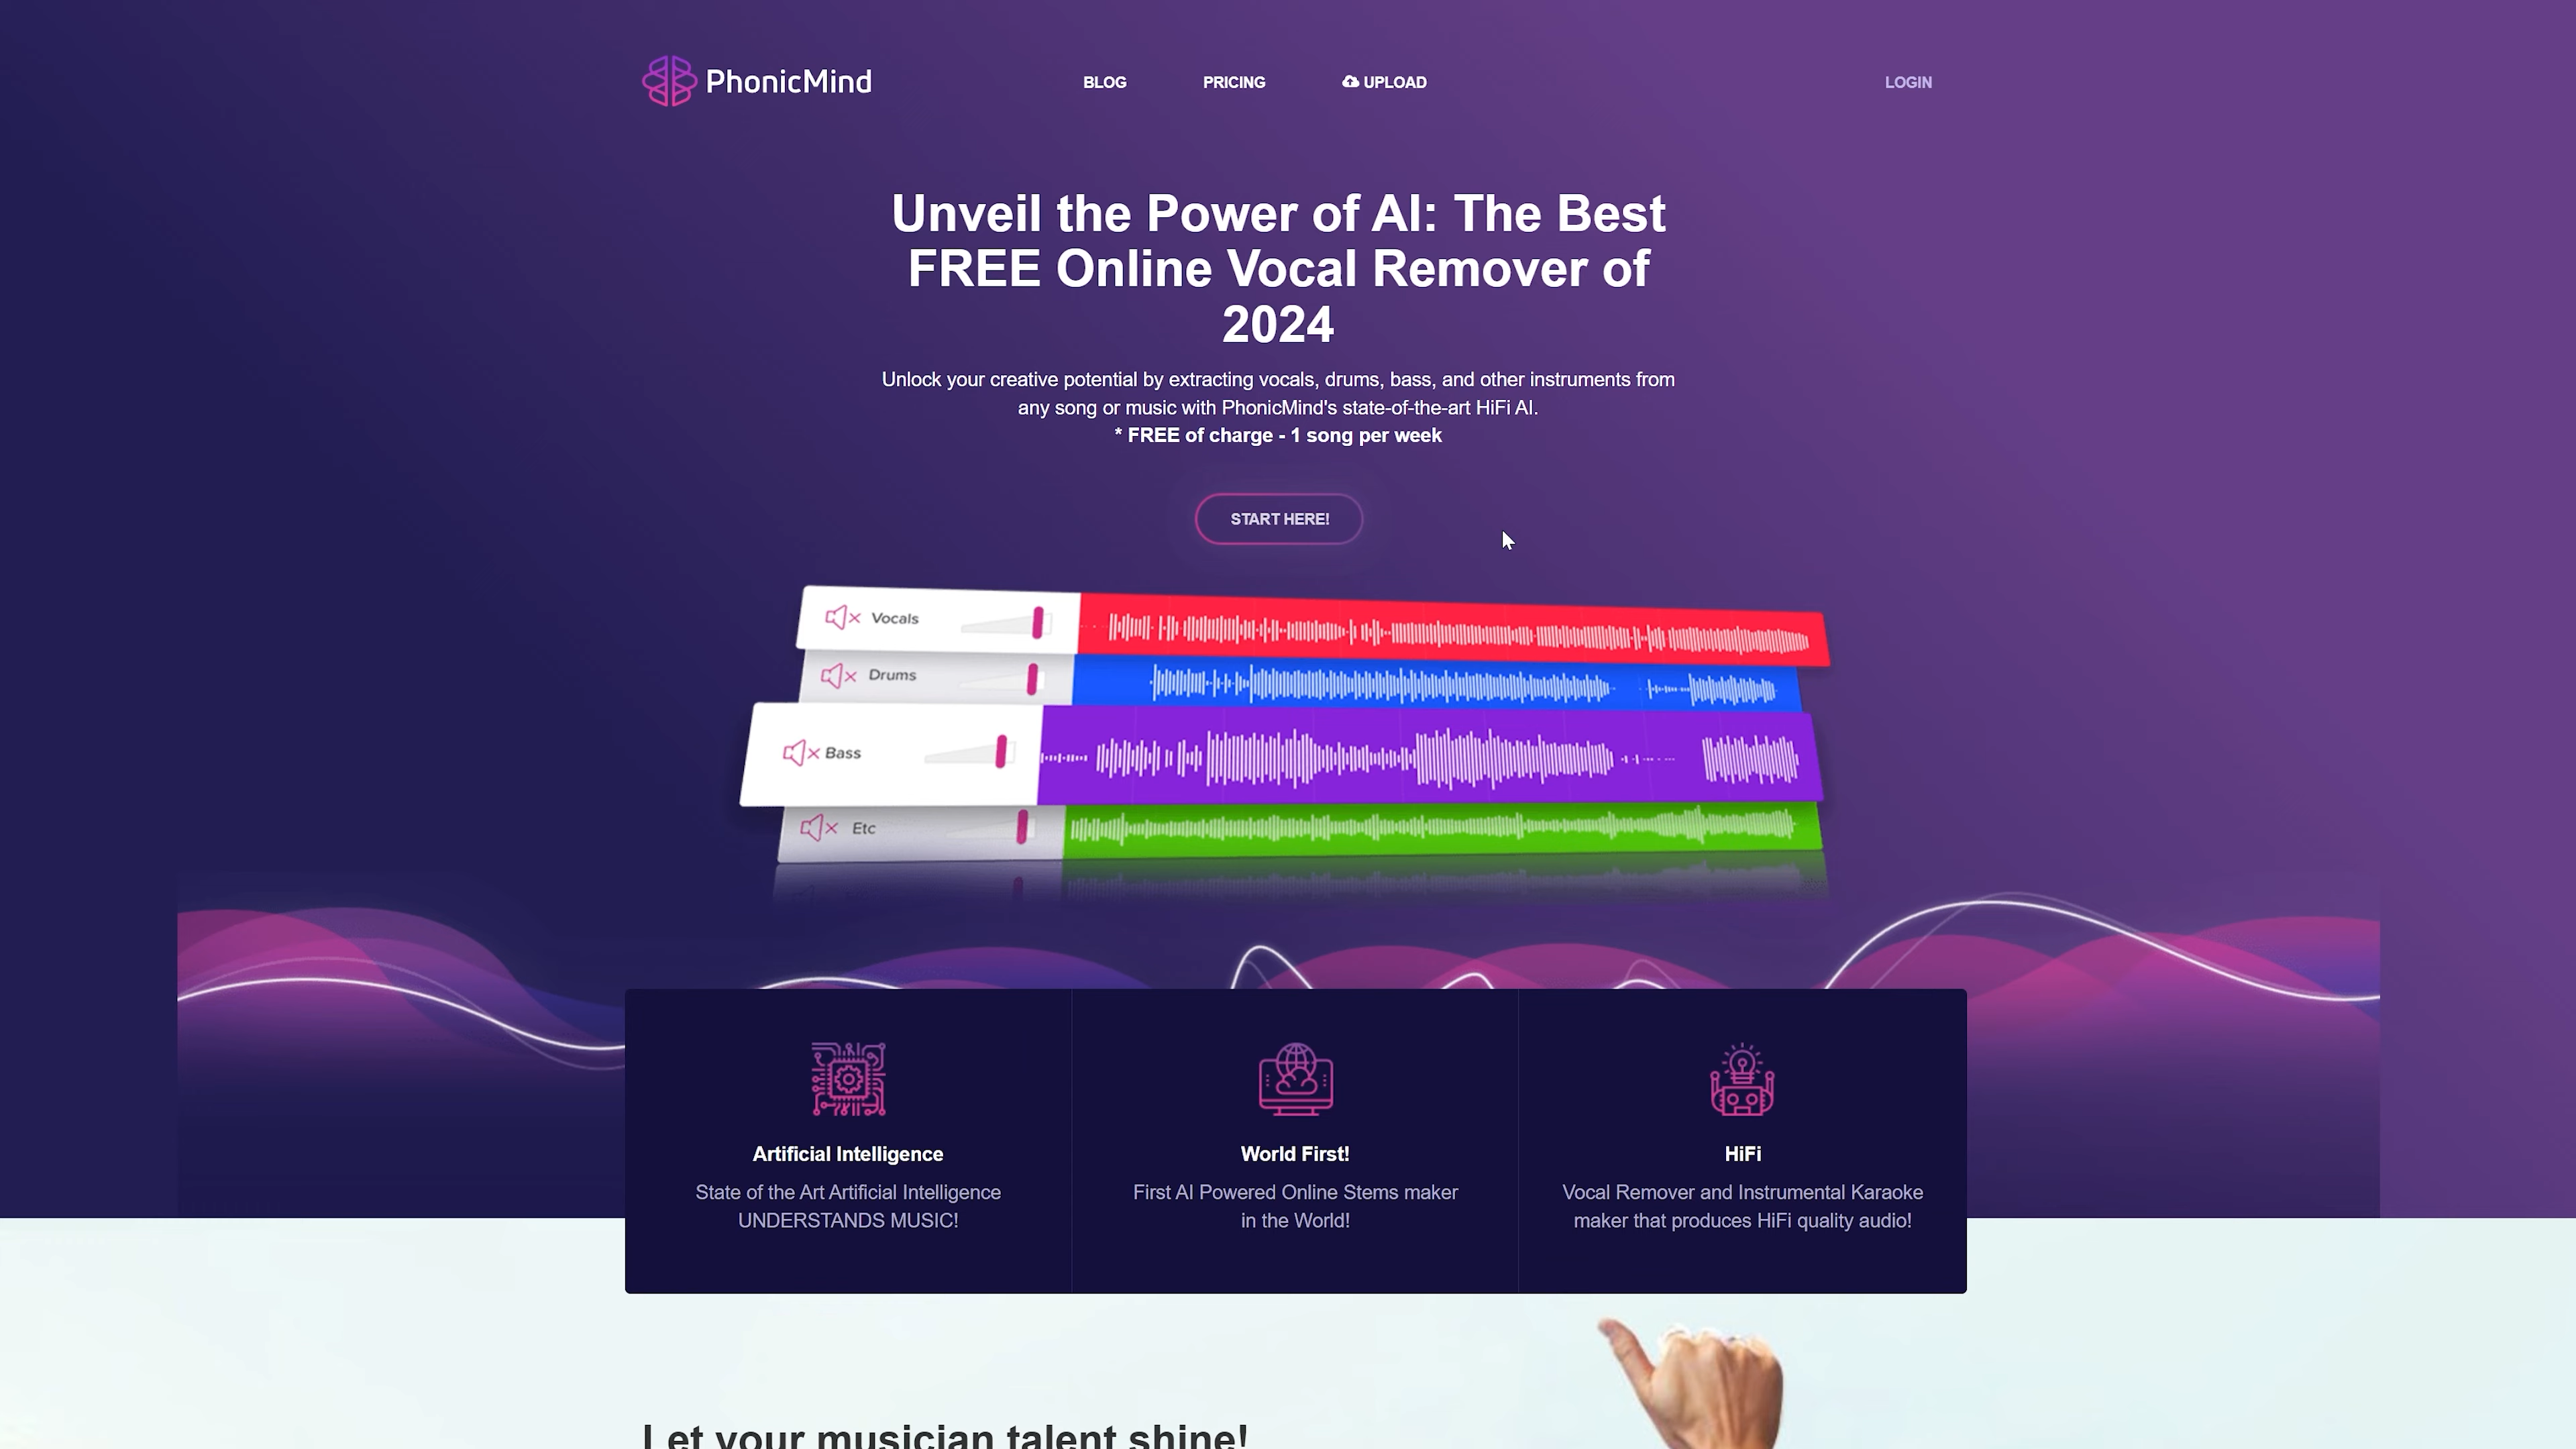 PhonicMind
BLOG
PRICING
UPLOAD
LOGIN
Unveil the Power of AI: The Best
FREE Online Vocal Remover of
2024
Unlock your creative potential by extracting vocals, drums, bass, and other instruments from
any song or music with PhonicMind's state-of-the-art HiFi AI.
* FREE of charge - 1 song per week
START HERE!
Vocals
Drums
Bass
Etc
Artificial Intelligence
State of the Art Artificial Intelligence
UNDERSTANDS MUSIC!
World First!
First AI Powered Online Stems maker
in the World!
HiFi
Vocal Remover and Instrumental Karaoke
maker that produces HiFi quality audio!
Let your musician talent shine!